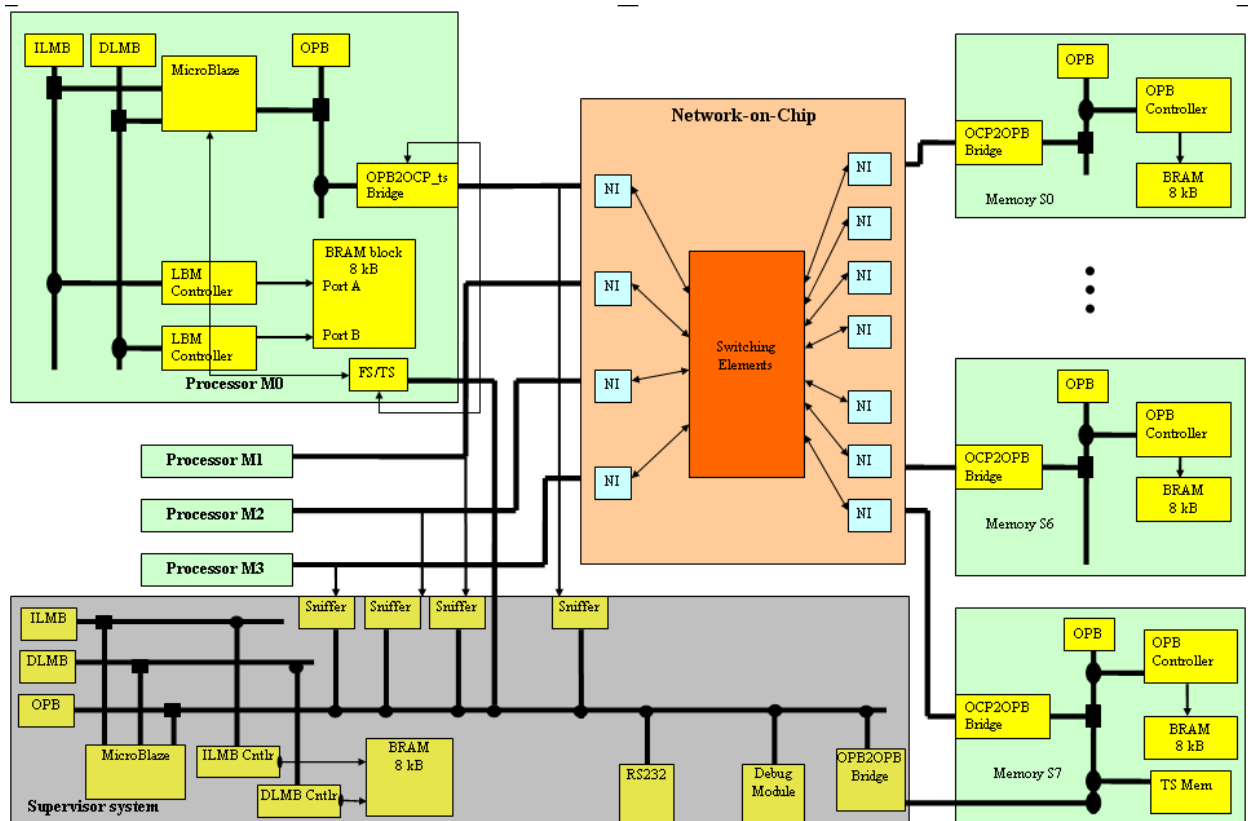 ILMB
DLMB
OPB
MicroBlaze
OPB2OCP_ts
Bridge
BRAM block
8 kB
Port A
Port B
LBM
Controller
LBM
Controller
FS/TS
Processor M0
Processor M1
Processor M2
Processor M3
Network-on-Chip
NI
NI
NI
NI
Switching
Elements
NI
NI
NI
NI
NI
NI
NI
OPB
OPB
Controller
OCP2OPB
Bridge
BRAM
8 kB
Memory S0
OPB
OPB
Controller
OCP2OPB
Bridge
BRAM
8 kB
Memory S6
OPB
OPB
Controller
OCP2OPB
Bridge
BRAM
8 kB
Memory S7
TS Mem
Sniffer
Sniffer
Sniffer
Sniffer
ILMB
DLMB
OPB
MicroBlaze
ILMB Cntlr
DLMB Cntlr
BRAM
8 kB
RS232
Debug
Module
OPB2OPB
Bridge
Supervisor system